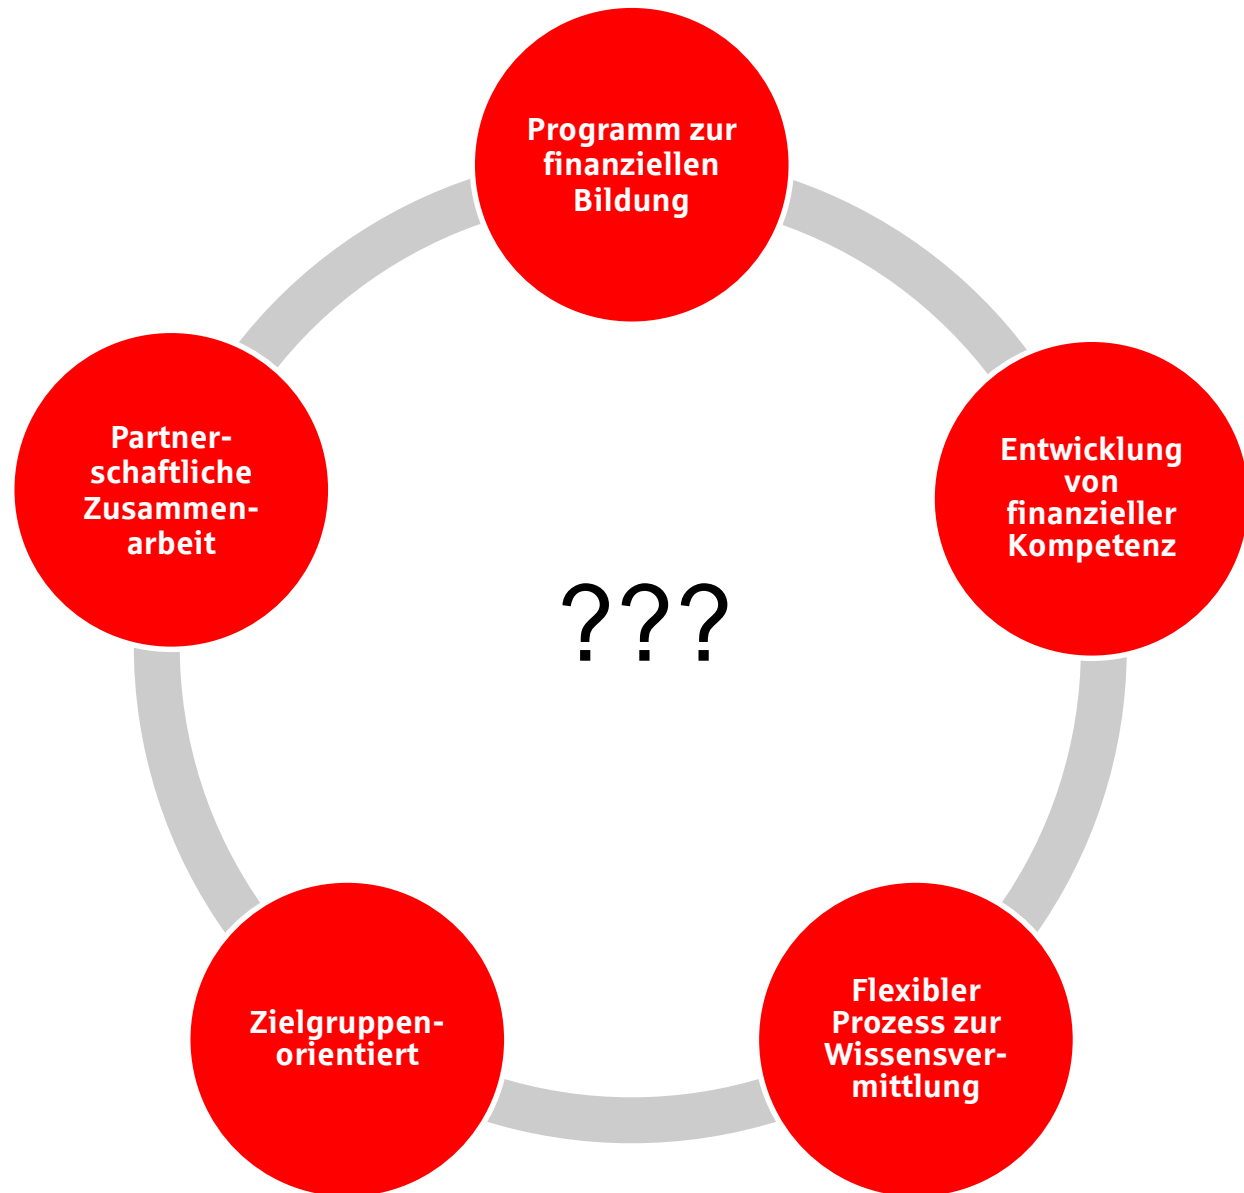 Programm zur
finanziellen
Bildung
Partner-
schaftliche
Zusammen-
arbeit
Entwicklung
von
finanzieller
Kompetenz
???
Zielgruppen-
orientiert
Flexibler
Prozess zur
Wissensver-
mittlung